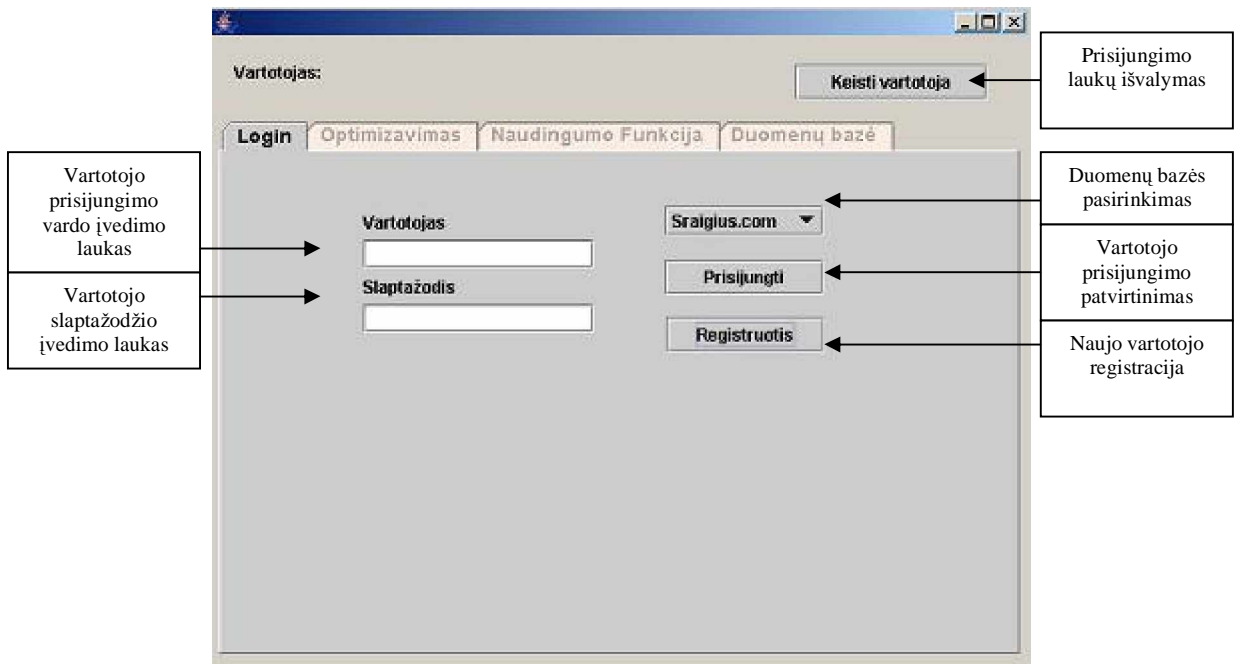 Vartotojas:
Keisti vartotoja
Login
Optimizavimas
Naudingumo Funkcija
Duomenų bazė
Vartotojas
Slaptažodis
Sraigius.com
Prisijungti
Registruotis
Vartotojo
prisijungimo
vardo įvedimo
laukas
Vartotojo
slaptažodžio
įvedimo laukas
Prisijungimo
laukų išvalymas
Duomenų bazės
pasirinkimas
Vartotojo
prisijungimo
patvirtinimas
Naujo vartotojo
registracija